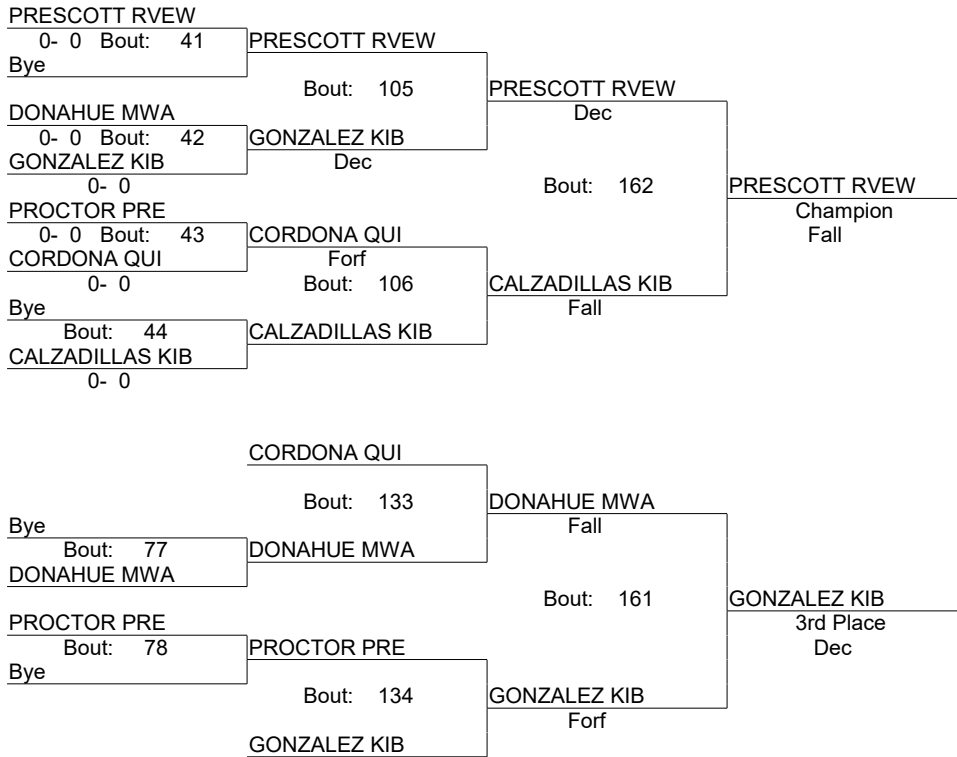 PRESCOTT RVEW
0- 0 Bout: 41 PRESCOTT RVEW
Bye
Bout: 105 PRESCOTT RVEW
DONAHUE MWA Dec
0- 0 Bout: 42 GONZALEZ KIB
GONZALEZ KIB Dec
0- 0 Bout: 162 PRESCOTT RVEW
PROCTOR PRE Champion
0- 0 Bout: 43 CORDONA QUI Fall
CORDONA QUI Forf
0- 0 Bout: 106 CALZADILLAS KIB
Bye Fall
Bout: 44 CALZADILLAS KIB
CALZADILLAS KIB
0- 0
CORDONA QUI
Bout: 133 DONAHUE MWA
Bye Fall
Bout: 77 DONAHUE MWA
DONAHUE MWA
Bout: 161 GONZALEZ KIB
PROCTOR PRE 3rd Place
Bout: 78 PROCTOR PRE Dec
Bye
Bout: 134 GONZALEZ KIB
Forf
GONZALEZ KIB